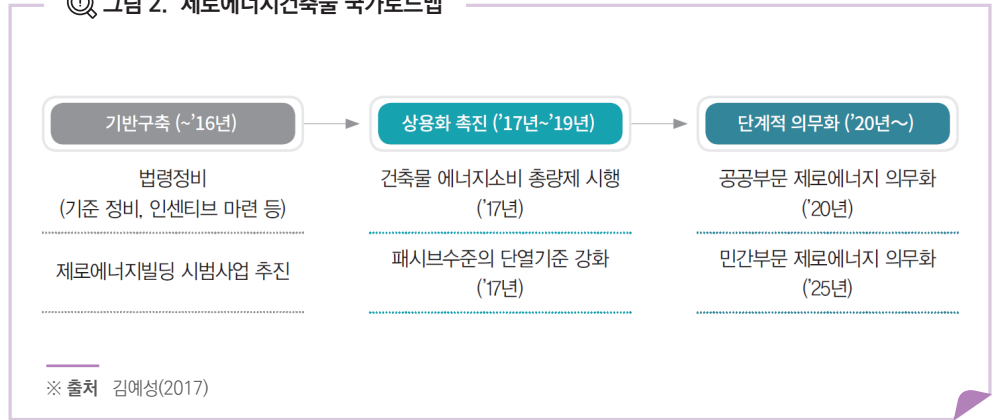 그림 2. 제로에너지건축물 국가로드맵
기반구축 (~'16년)
법령정비
(기준 정비, 인센티브 마련 등)
제로에너지빌딩 시범사업 추진
상용화 촉진 ('17년~'19년)
건축물 에너지소비 총량제 시행
('17년)
패시브수준의 단열기준 강화
('17년)
단계적 의무화 ('20년~)
공공부문 제로에너지 의무화
('20년)
민간부문 제로에너지 의무화
('25년)
※ 출처 김예성(2017)